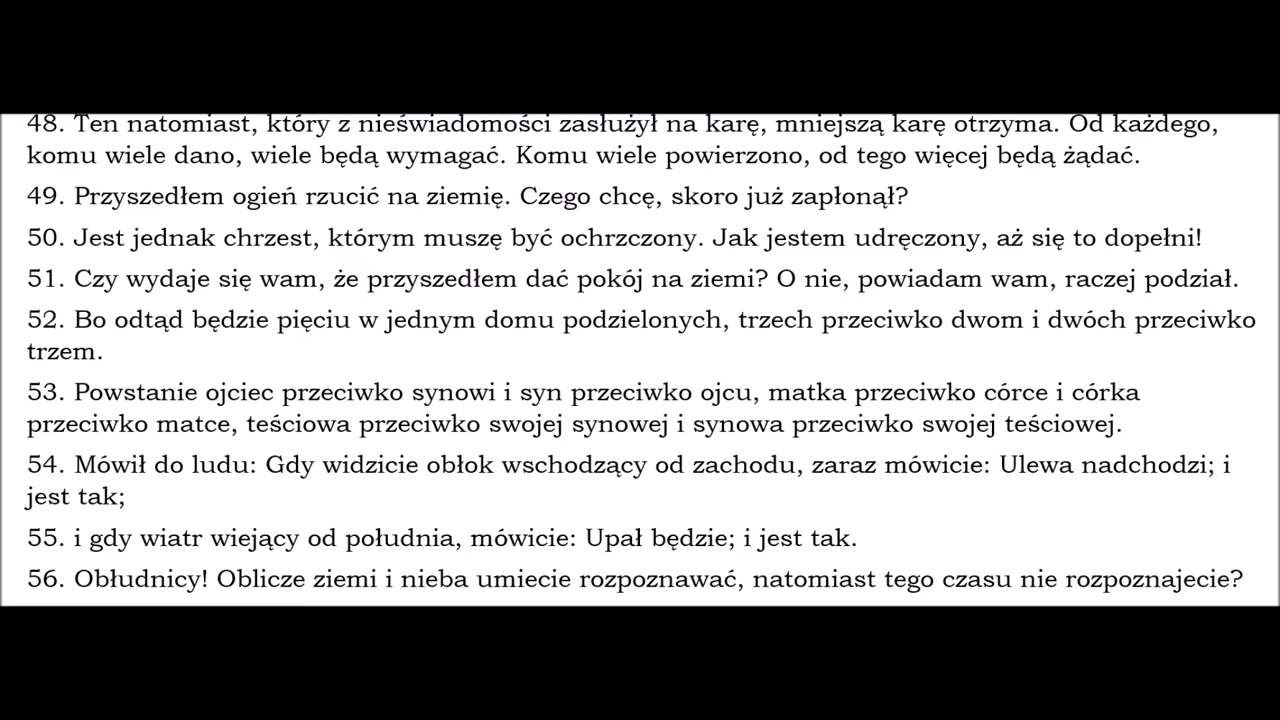 48. Ten natomiast, który z nieświadomości zasłużył na karę, mniejszą karę otrzyma. Od każdego,
komu wiele dano, wiele będą wymagać. Komu wiele powierzono, od tego więcej będą żądać.
49. Przyszedłem ogień rzucić na ziemię. Czego chcę, skoro już zapłonął?
50. Jest jednak chrzest, którym muszę być ochrzczony. Jak jestem udręczony, aż się to dopełni!
51. Czy wydaje się wam, że przyszedłem dać pokój na ziemi? O nie, powiadam wam, raczej podział.
52. Bo odtąd będzie pięciu w jednym domu podzielonych, trzech przeciwko dwom i dwóch przeciwko
trzem.
53. Powstanie ojciec przeciwko synowi i syn przeciwko ojcu, matka przeciwko córce i córka
przeciwko matce, teściowa przeciwko swojej synowej i synowa przeciwko swojej teściowej.
54. Mówił do ludu: Gdy widzicie obłok wschodzący od zachodu, zaraz mówicie: Ulewa nadchodzi; i
jest tak;
55. i gdy wiatr wiejący od południa, mówicie: Upał będzie; i jest tak.
56. Obłudnicy! Oblicze ziemi i nieba umiecie rozpoznawać, natomiast tego czasu nie rozpoznajecie?